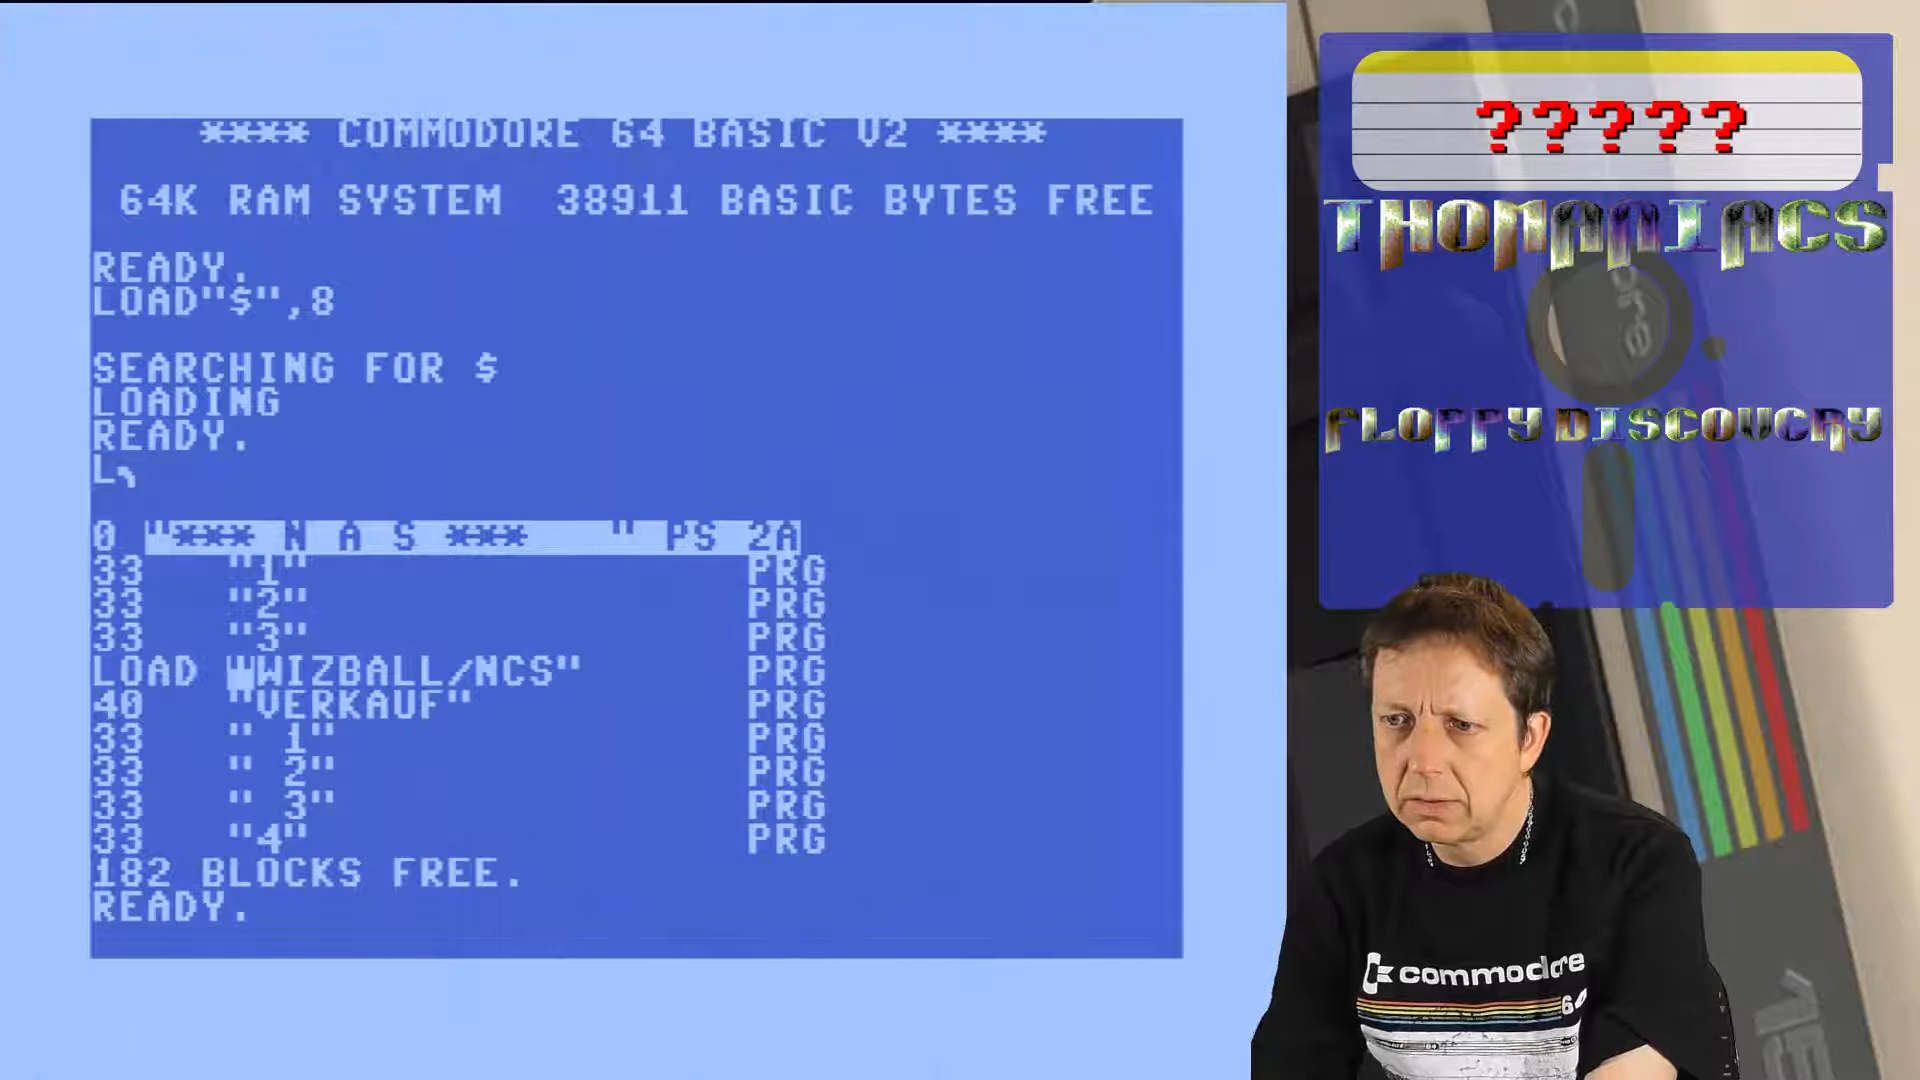 **** COMMODORE 64 BASIC V2 ****
64K RAM SYSTEM  38911 BASIC BYTES FREE
READY.
LOAD"$",8
SEARCHING FOR $
LOADING
READY.
L
0 "*** N A S ***   " PS 2A
33   "1"                PRG
33   "2"                PRG
33   "3"                PRG
LOAD "WIZBALL/NCS"      PRG
40   "VERKAUF"          PRG
33   " 1"               PRG
33   " 2"               PRG
33   " 3"               PRG
33   "4"                PRG
182 BLOCKS FREE.
READY.
?????
THOMANIACS
FLOPPY DISCOVERY
commodore
64